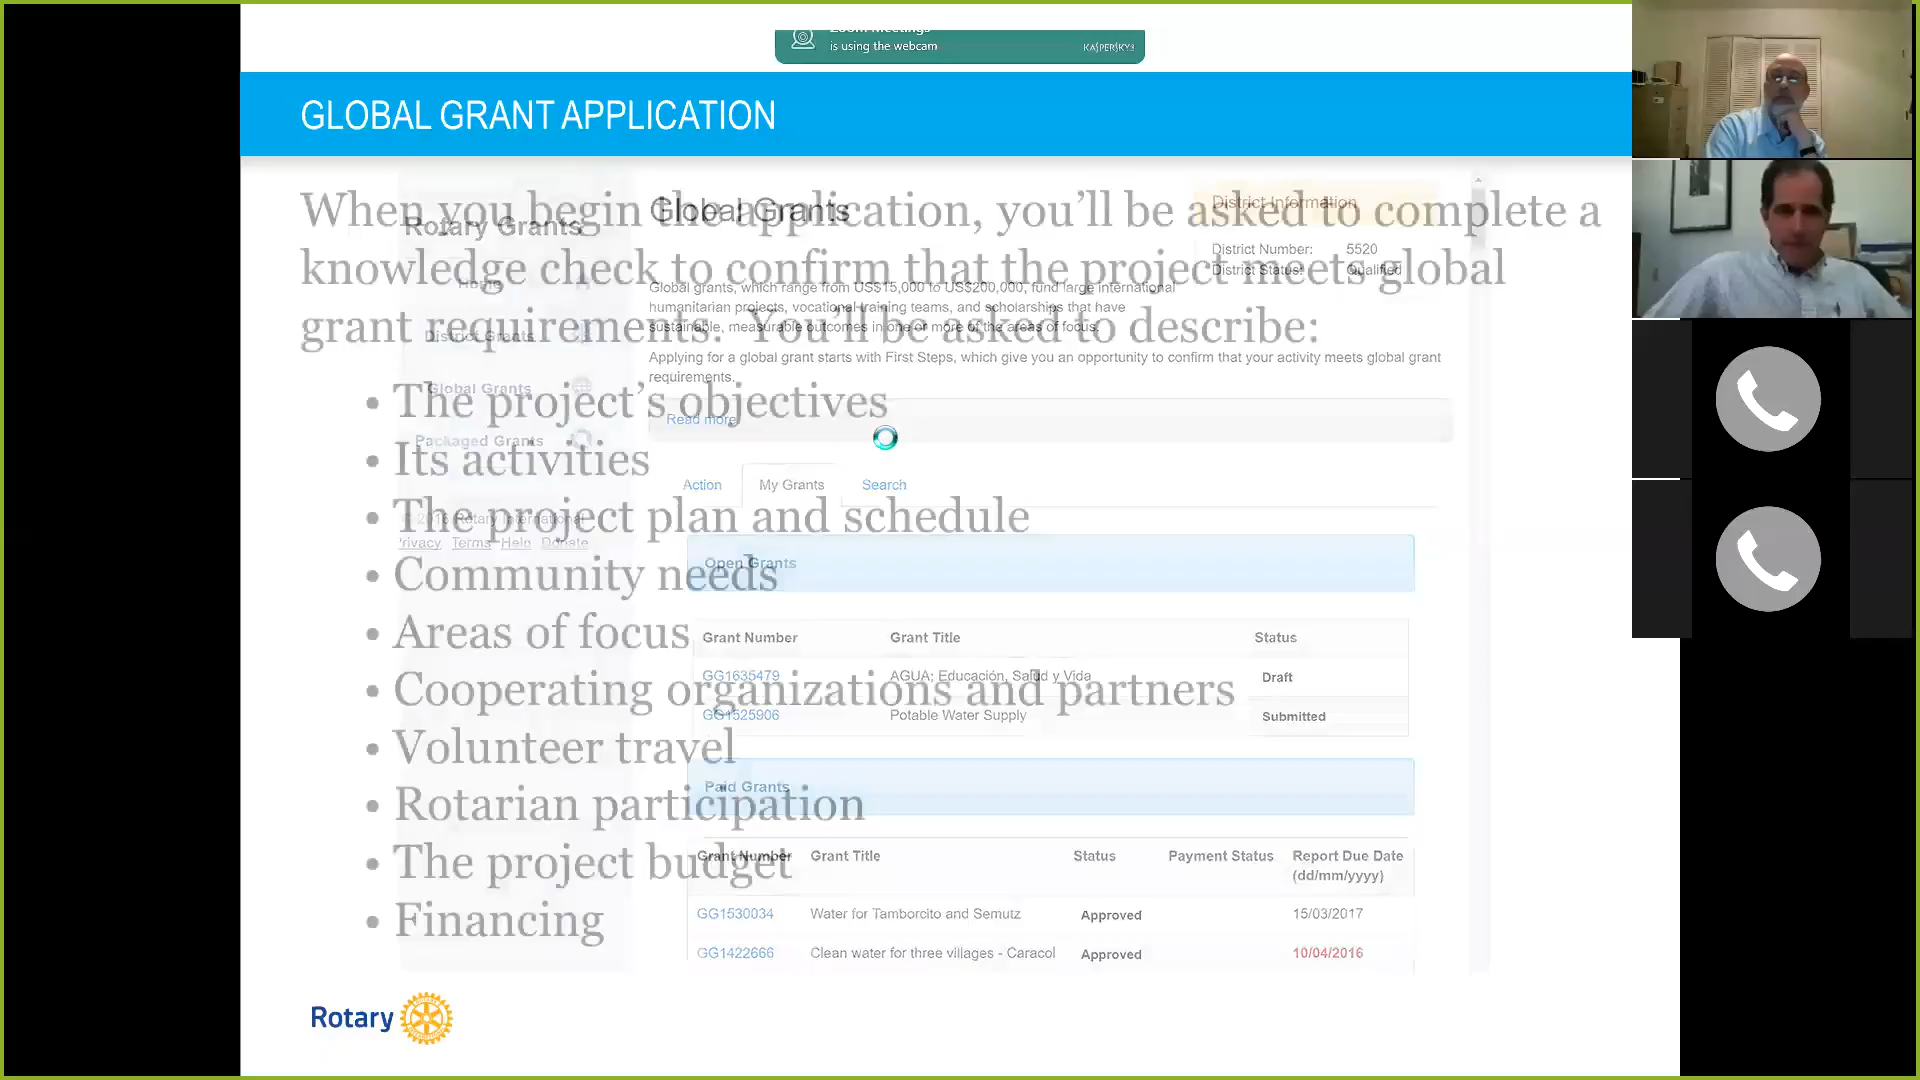 Zoom Meetings
is using the webcam
KASPERSKY
GLOBAL GRANT APPLICATION
When you begin the application, you’ll be asked to complete a
knowledge check to confirm that the project meets global
grant requirements. You’ll be asked to describe:
• The project’s objectives
• Its activities
• The project plan and schedule
• Community needs
• Areas of focus
• Cooperating organizations and partners
• Volunteer travel
• Rotarian participation
• The project budget
• Financing
Rotary Grants
Home
District Grants
Global Grants
Packaged Grants
© 2016 Rotary International
Privacy Terms Help Donate
Global Grants
Global grants, which range from US$15,000 to US$200,000, fund large international
humanitarian projects, vocational training teams, and scholarships that have
sustainable, measurable outcomes in one or more of the areas of focus.
Applying for a global grant starts with First Steps, which give you an opportunity to confirm that your activity meets global grant
requirements.
Read more
District Information
District Number: 5520
District Status: Qualified
Action My Grants Search
Open Grants
Grant Number Grant Title Status
GG1635479 AGUA; Educación, Salud y Vida Draft
GG1525906 Potable Water Supply Submitted
Paid Grants
Grant Number Grant Title Status Payment Status Report Due Date
(dd/mm/yyyy)
GG1530034 Water for Tamborcito and Semutz Approved 15/03/2017
GG1422666 Clean water for three villages - Caracol Approved 10/04/2016
Rotary